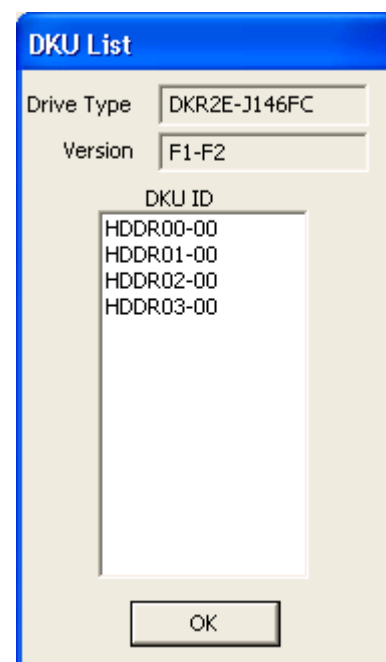 DKU List
Drive Type DKR2E-J146FC
Version F1-F2
DKU ID
HDDR00-00
HDDR01-00
HDDR02-00
HDDR03-00
OK